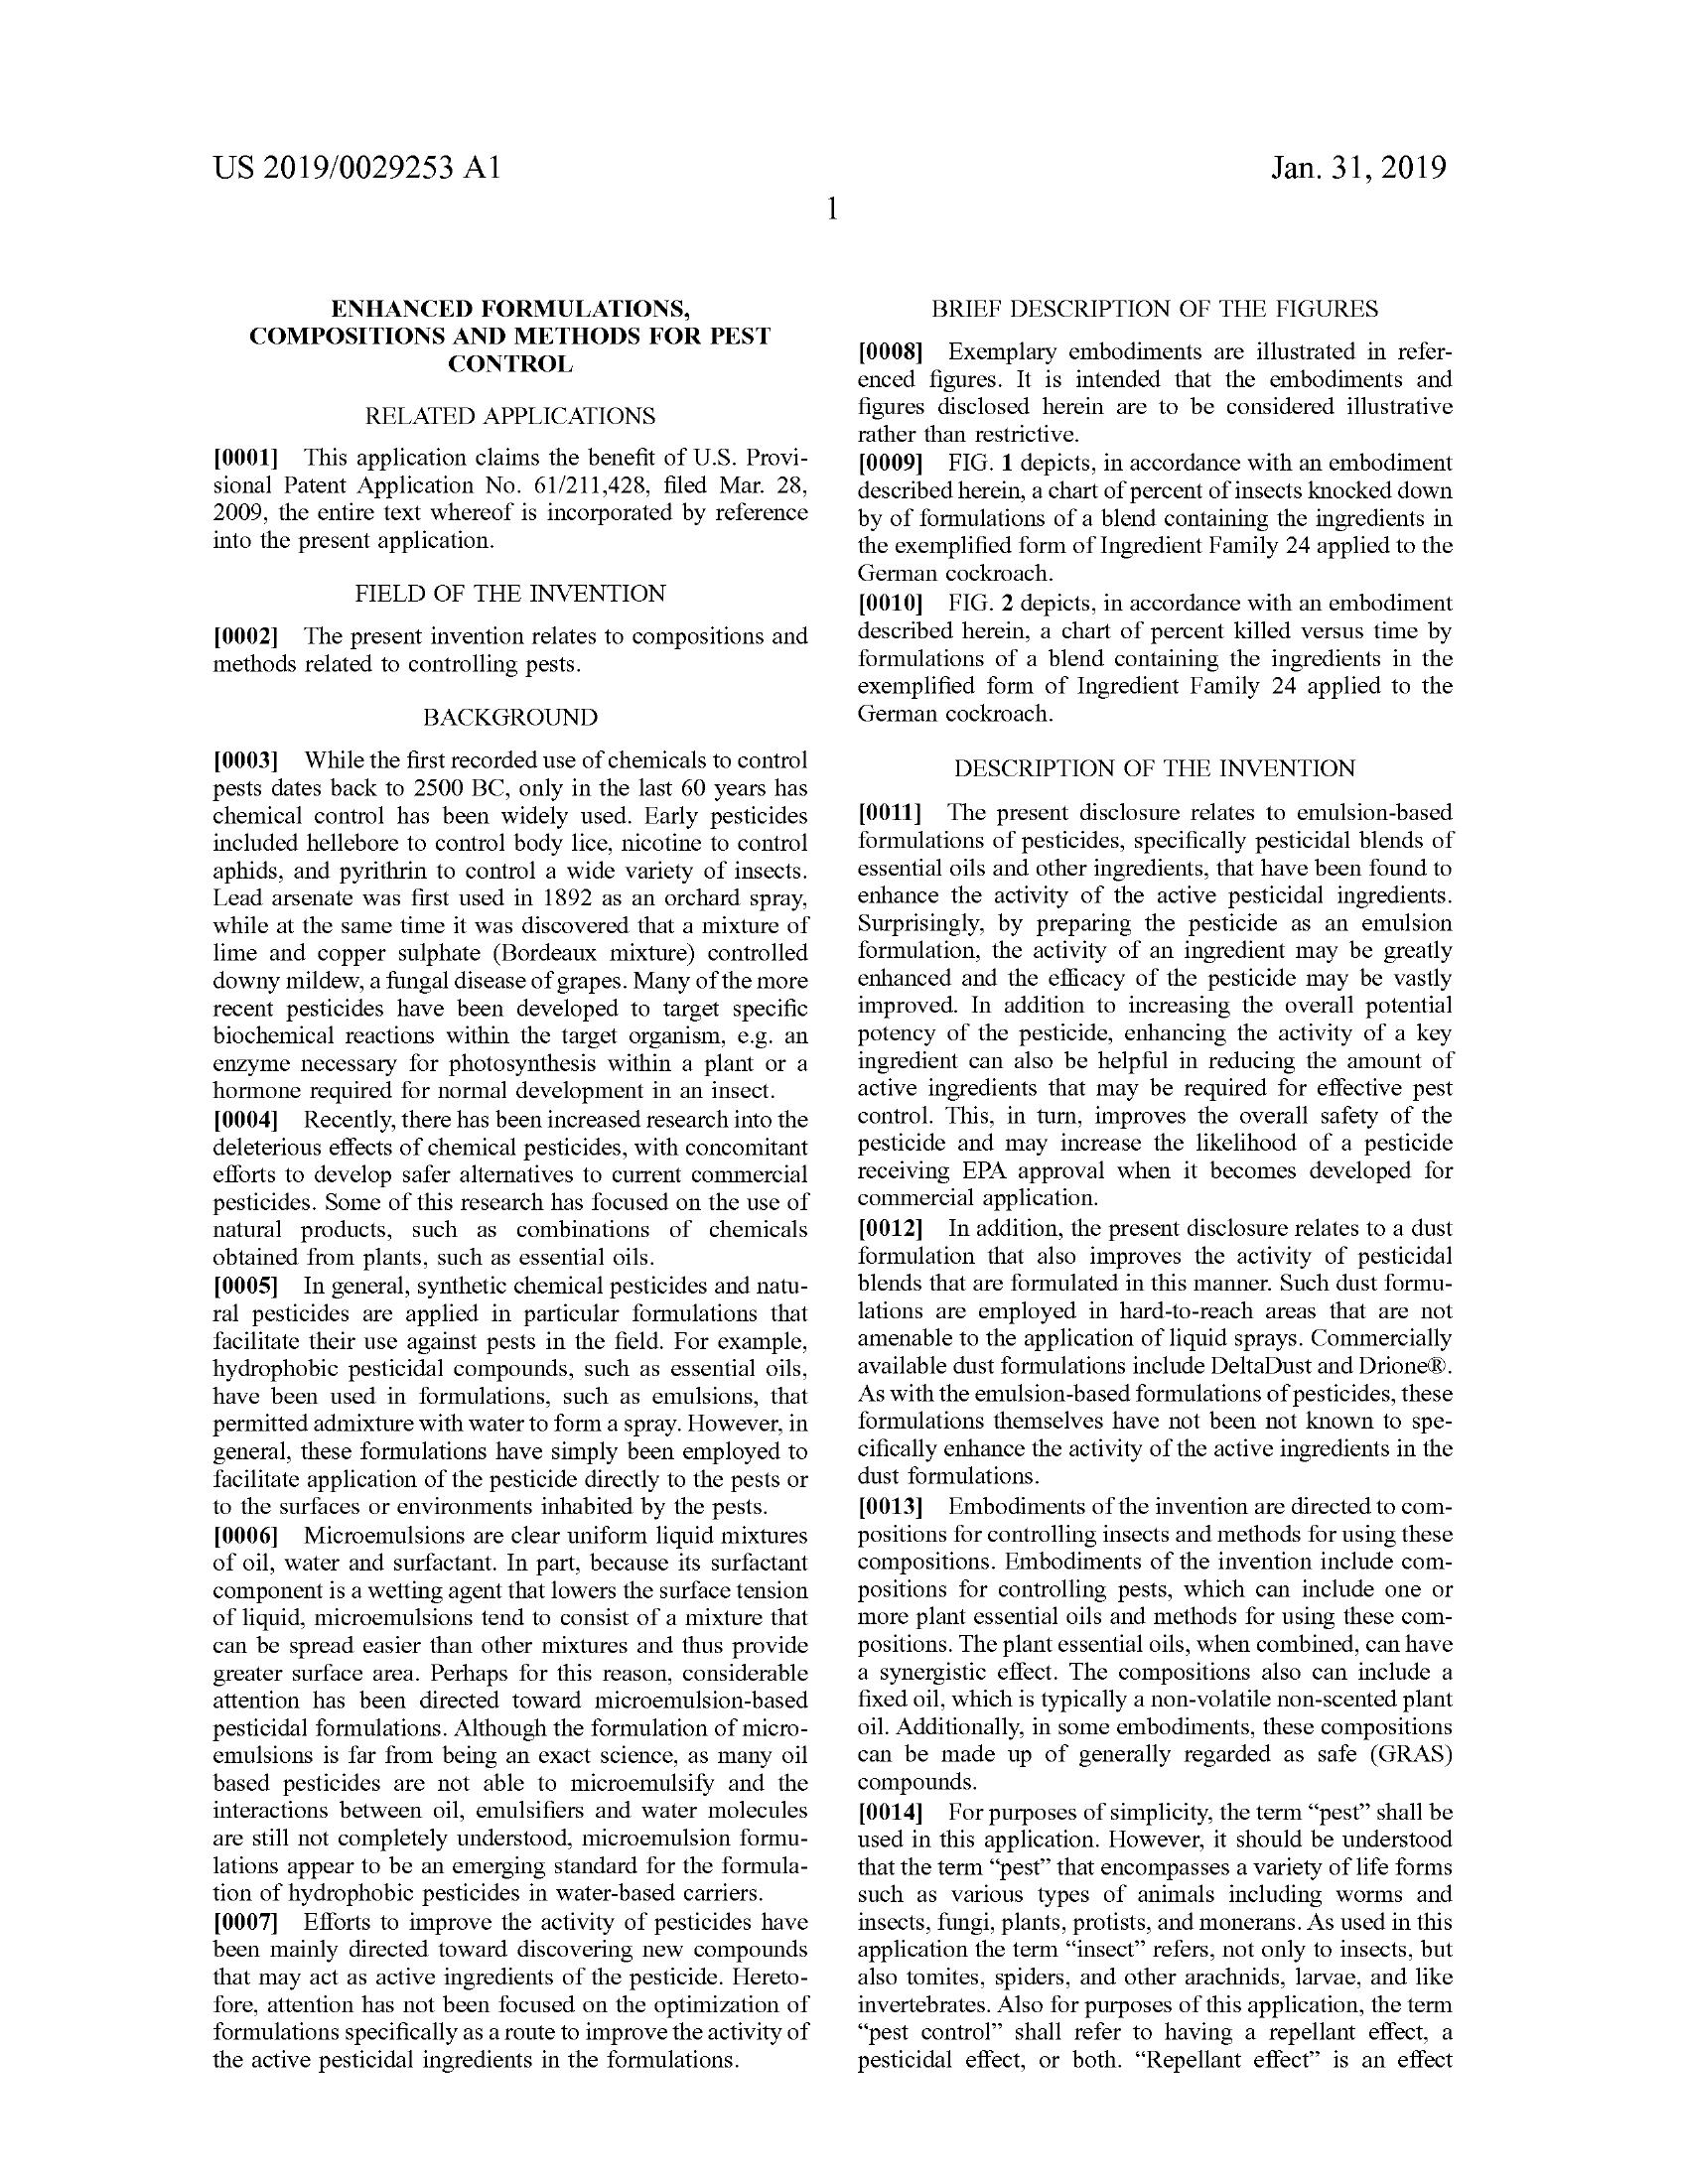 US 2019/0029253 A1
Jan. 31, 2019
1
ENHANCED FORMULATIONS,
COMPOSITIONS AND METHODS FOR PEST
CONTROL
RELATED APPLICATIONS
[0001] This application claims the benefit of U.S. Provi-
sional Patent Application No. 61/211,428, filed Mar. 28,
2009, the entire text whereof is incorporated by reference
into the present application.
FIELD OF THE INVENTION
[0002] The present invention relates to compositions and
methods related to controlling pests.
BACKGROUND
[0003] While the first recorded use of chemicals to control
pests dates back to 2500 BC, only in the last 60 years has
chemical control has been widely used. Early pesticides
included hellebore to control body lice, nicotine to control
aphids, and pyrithrin to control a wide variety of insects.
Lead arsenate was first used in 1892 as an orchard spray,
while at the same time it was discovered that a mixture of
lime and copper sulphate (Bordeaux mixture) controlled
downy mildew, a fungal disease of grapes. Many of the more
recent pesticides have been developed to target specific
biochemical reactions within the target organism, e.g. an
enzyme necessary for photosynthesis within a plant or a
hormone required for normal development in an insect.
[0004] Recently, there has been increased research into the
deleterious effects of chemical pesticides, with concomitant
efforts to develop safer alternatives to current commercial
pesticides. Some of this research has focused on the use of
natural products, such as combinations of chemicals
obtained from plants, such as essential oils.
[0005] In general, synthetic chemical pesticides and natu-
ral pesticides are applied in particular formulations that
facilitate their use against pests in the field. For example,
hydrophobic pesticidal compounds, such as essential oils,
have been used in formulations, such as emulsions, that
permitted admixture with water to form a spray. However, in
general, these formulations have simply been employed to
facilitate application of the pesticide directly to the pests or
to the surfaces or environments inhabited by the pests.
[0006] Microemulsions are clear uniform liquid mixtures
of oil, water and surfactant. In part, because its surfactant
component is a wetting agent that lowers the surface tension
of liquid, microemulsions tend to consist of a mixture that
can be spread easier than other mixtures and thus provide
greater surface area. Perhaps for this reason, considerable
attention has been directed toward microemulsion-based
pesticidal formulations. Although the formulation of micro-
emulsions is far from being an exact science, as many oil
based pesticides are not able to microemulsify and the
interactions between oil, emulsifiers and water molecules
are still not completely understood, microemulsion formu-
lations appear to be an emerging standard for the formula-
tion of hydrophobic pesticides in water-based carriers.
[0007] Efforts to improve the activity of pesticides have
been mainly directed toward discovering new compounds
that may act as active ingredients of the pesticide. Hereto-
fore, attention has not been focused on the optimization of
formulations specifically as a route to improve the activity of
the active pesticidal ingredients in the formulations.
BRIEF DESCRIPTION OF THE FIGURES
[0008] Exemplary embodiments are illustrated in refer-
enced figures. It is intended that the embodiments and
figures disclosed herein are to be considered illustrative
rather than restrictive.
[0009] FIG. 1 depicts, in accordance with an embodiment
described herein, a chart of percent of insects knocked down
by of formulations of a blend containing the ingredients in
the exemplified form of Ingredient Family 24 applied to the
German cockroach.
[0010] FIG. 2 depicts, in accordance with an embodiment
described herein, a chart of percent killed versus time by
formulations of a blend containing the ingredients in the
exemplified form of Ingredient Family 24 applied to the
German cockroach.
DESCRIPTION OF THE INVENTION
[0011] The present disclosure relates to emulsion-based
formulations of pesticides, specifically pesticidal blends of
essential oils and other ingredients, that have been found to
enhance the activity of the active pesticidal ingredients.
Surprisingly, by preparing the pesticide as an emulsion
formulation, the activity of an ingredient may be greatly
enhanced and the efficacy of the pesticide may be vastly
improved. In addition to increasing the overall potential
potency of the pesticide, enhancing the activity of a key
ingredient can also be helpful in reducing the amount of
active ingredients that may be required for effective pest
control. This, in turn, improves the overall safety of the
pesticide and may increase the likelihood of a pesticide
receiving EPA approval when it becomes developed for
commercial application.
[0012] In addition, the present disclosure relates to a dust
formulation that also improves the activity of pesticidal
blends that are formulated in this manner. Such dust formu-
lations are employed in hard-to-reach areas that are not
amenable to the application of liquid sprays. Commercially
available dust formulations include DeltaDust and Drione®.
As with the emulsion-based formulations of pesticides, these
formulations themselves have not been not known to spe-
cifically enhance the activity of the active ingredients in the
dust formulations.
[0013] Embodiments of the invention are directed to com-
positions for controlling insects and methods for using these
compositions. Embodiments of the invention include com-
positions for controlling pests, which can include one or
more plant essential oils and methods for using these com-
positions. The plant essential oils, when combined, can have
a synergistic effect. The compositions also can include a
fixed oil, which is typically a non-volatile non-scented plant
oil. Additionally, in some embodiments, these compositions
can be made up of generally regarded as safe (GRAS)
compounds.
[0014] For purposes of simplicity, the term “pest” shall be
used in this application. However, it should be understood
that the term “pest” that encompasses a variety of life forms
such as various types of animals including worms and
insects, fungi, plants, protists, and monerans. As used in this
application the term “insect” refers, not only to insects, but
also tomites, spiders, and other arachnids, larvae, and like
invertebrates. Also for purposes of this application, the term
“pest control” shall refer to having a repellant effect, a
pesticidal effect, or both. “Repellant effect” is an effect